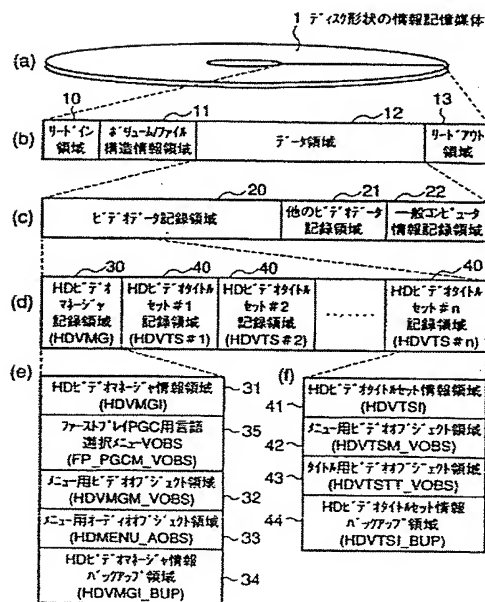 1 ディスク形状の情報記憶媒体
(a)
10
11
12
13
(b)
リードイン
領域
ボリューム/ファイル
構造情報領域
データ領域
リードアウト
領域
20
21
22
(c)
ビデオデータ記録領域
他のビデオデータ
記録領域
一般コンピュータ
情報記録領域
30
40
40
40
(d)
HDビデオ
マネージャ
記録領域
(HDVMG)
HDビデオタイトル
セット#1
記録領域
(HDVTS#1)
HDビデオタイトル
セット#2
記録領域
(HDVTS#2)
........
HDビデオタイトル
セット#n
記録領域
(HDVTS#n)
(e)
HDビデオマネージャ情報領域
(HDVMGI)
31
ファーストプレイPGC用言語
選択メニューVOBS
(FP_PGCM_VOBS)
35
メニュー用ビデオオブジェクト領域
(HDVMGM_VOBS)
32
メニュー用オーディオオブジェクト領域
(HDMENU_AOBS)
33
HDビデオマネージャ情報
バックアップ領域
(HDVMGI_BUP)
34
(f)
HDビデオタイトルセット情報領域
(HDVTSI)
41
メニュー用ビデオオブジェクト領域
(HDVTSM_VOBS)
42
タイトル用ビデオオブジェクト領域
(HDVTSTT_VOBS)
43
HDビデオタイトルセット情報
バックアップ領域
(HDVTSI_BUP)
44